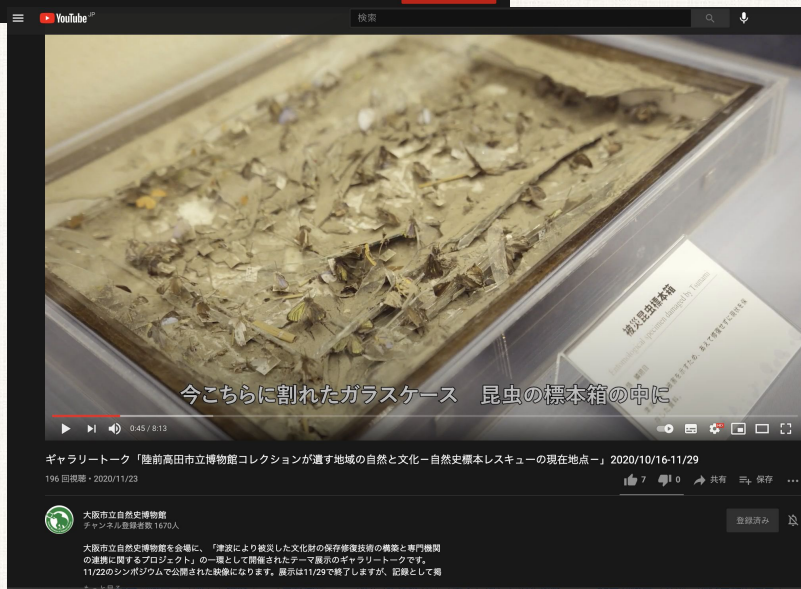 YouTube JP
検索
被災昆虫標本箱
Entomological specimen damaged by Tsunami
今こちらに割れたガラスケース　昆虫の標本箱の中に
0:45 / 8:13
ギャラリートーク「陸前高田市立博物館コレクションが遺す地域の自然と文化−自然史標本レスキューの現在地点−」2020/10/16-11/29
196 回視聴・2020/11/23
7
0
共有
保存
大阪市立自然史博物館
チャンネル登録者数 1670人
登録済み
大阪市立自然史博物館を会場に、「津波により被災した文化財の保存修復技術の構築と専門機関
の連携に関するプロジェクト」の一環として開催されたテーマ展示のギャラリートークです。
11/22のシンポジウムで公開された映像になります。展示は11/29で終了しますが、記録として掲